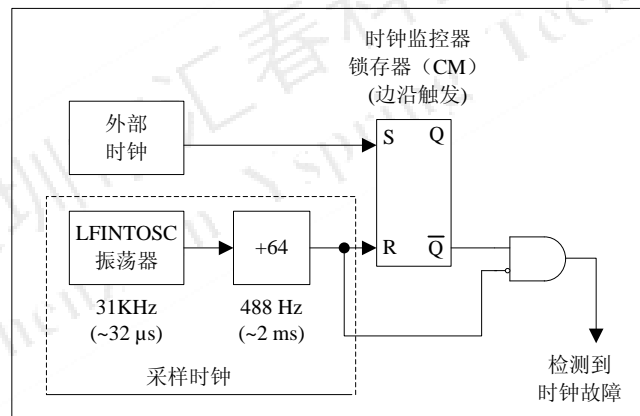 时钟监控器
锁存器（CM）
(边沿触发)
外部
时钟
S Q
LFINTOSC
振荡器
+64
R Q
31KHz
(~32 µs)
488 Hz
(~2 ms)
采样时钟
检测到
时钟故障